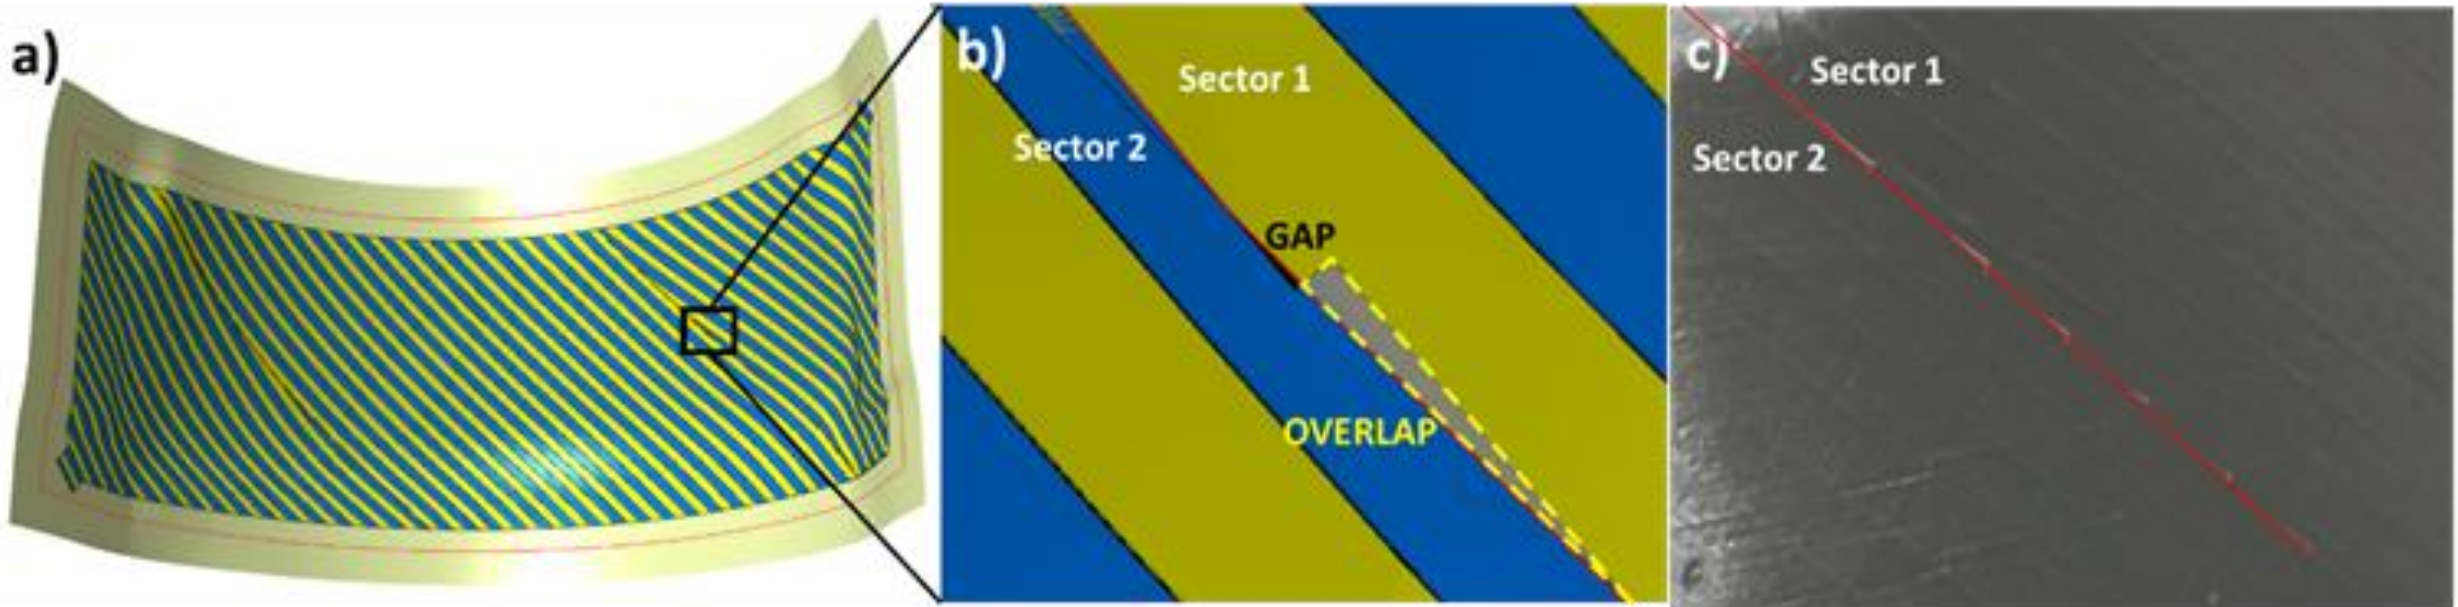 a)
b)
Sector 1
Sector 2
GAP
OVERLAP
c)
Sector 1
Sector 2